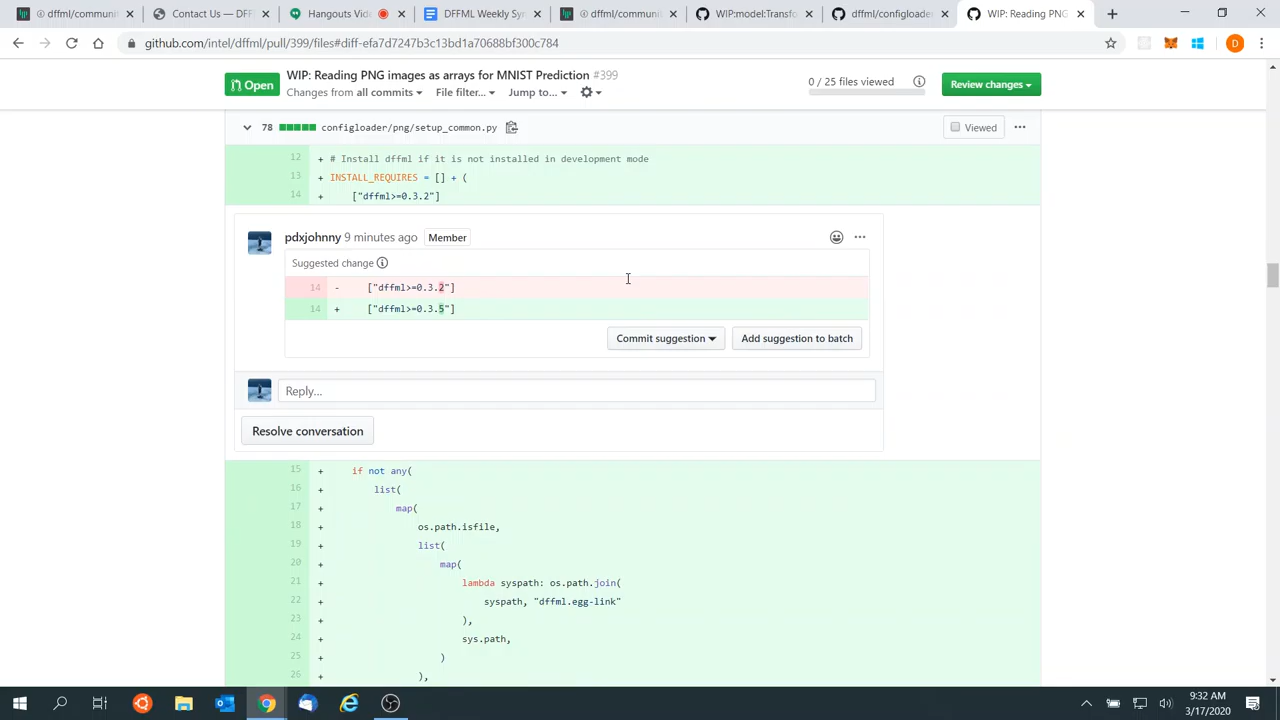 @ dffml/communit
Contact Us — DFF
Hangouts Vide
DFFML Weekly Syn
@ dffml/communit
WIP:model:Transfo
dffml/configloader
WIP: Reading PNG
github.com/intel/dffml/pull/399/files#diff-efa7d7247b3c13bd1a70688bf300c784
D
Open
WIP: Reading PNG images as arrays for MNIST Prediction #399
Changes from all commits
File filter...
Jump to...
0 / 25 files viewed
Review changes
78 configloader/png/setup_common.py
Viewed
12 + # Install dffml if it is not installed in development mode
13 + INSTALL_REQUIRES = [] + (
14 + ["dffml>=0.3.2"]
pdxjohnny 9 minutes ago Member
Suggested change
14 - ["dffml>=0.3.2"]
14 + ["dffml>=0.3.5"]
Commit suggestion
Add suggestion to batch
Reply...
Resolve conversation
15 + if not any(
16 + list(
17 + map(
18 + os.path.isfile,
19 + list(
20 + map(
21 + lambda syspath: os.path.join(
22 + syspath, "dffml.egg-link"
23 + ),
24 + sys.path,
25 + )
26 + ),
9:32 AM
3/17/2020